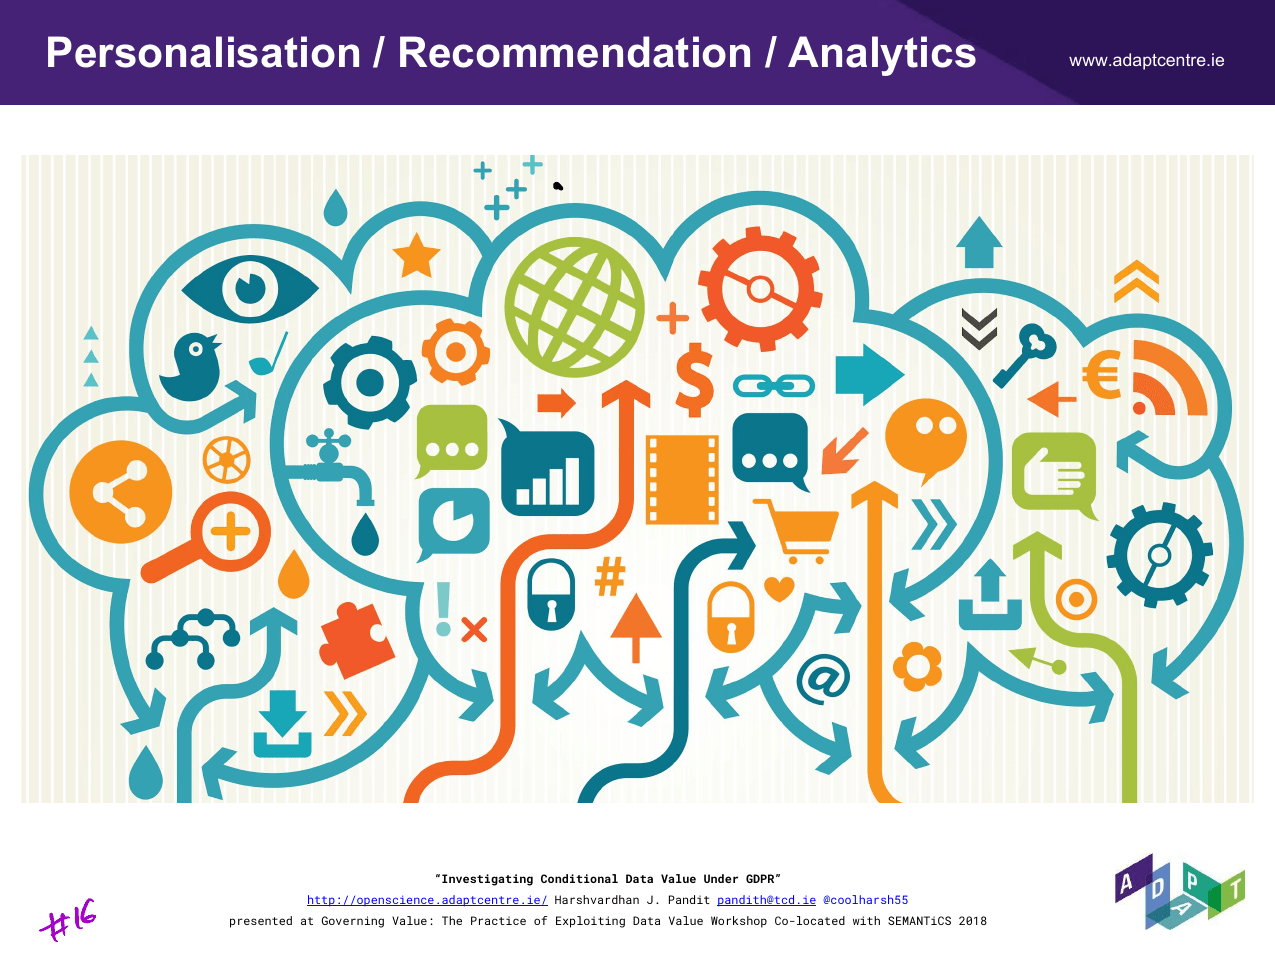 Personalisation / Recommendation / Analytics
www.adaptcentre.ie
$
€
#
!
@
“Investigating Conditional Data Value Under GDPR”
http://openscience.adaptcentre.ie/ Harshvardhan J. Pandit pandith@tcd.ie @coolharsh55
presented at Governing Value: The Practice of Exploiting Data Value Workshop Co-located with SEMANTiCS 2018
#16
ADAPT